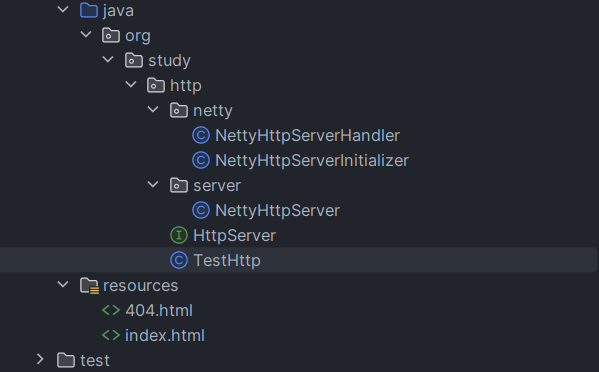 java
org
study
http
netty
C NettyHttpServerHandler
C NettyHttpServerInitializer
server
C NettyHttpServer
I HttpServer
C TestHttp
resources
<> 404.html
<> index.html
test